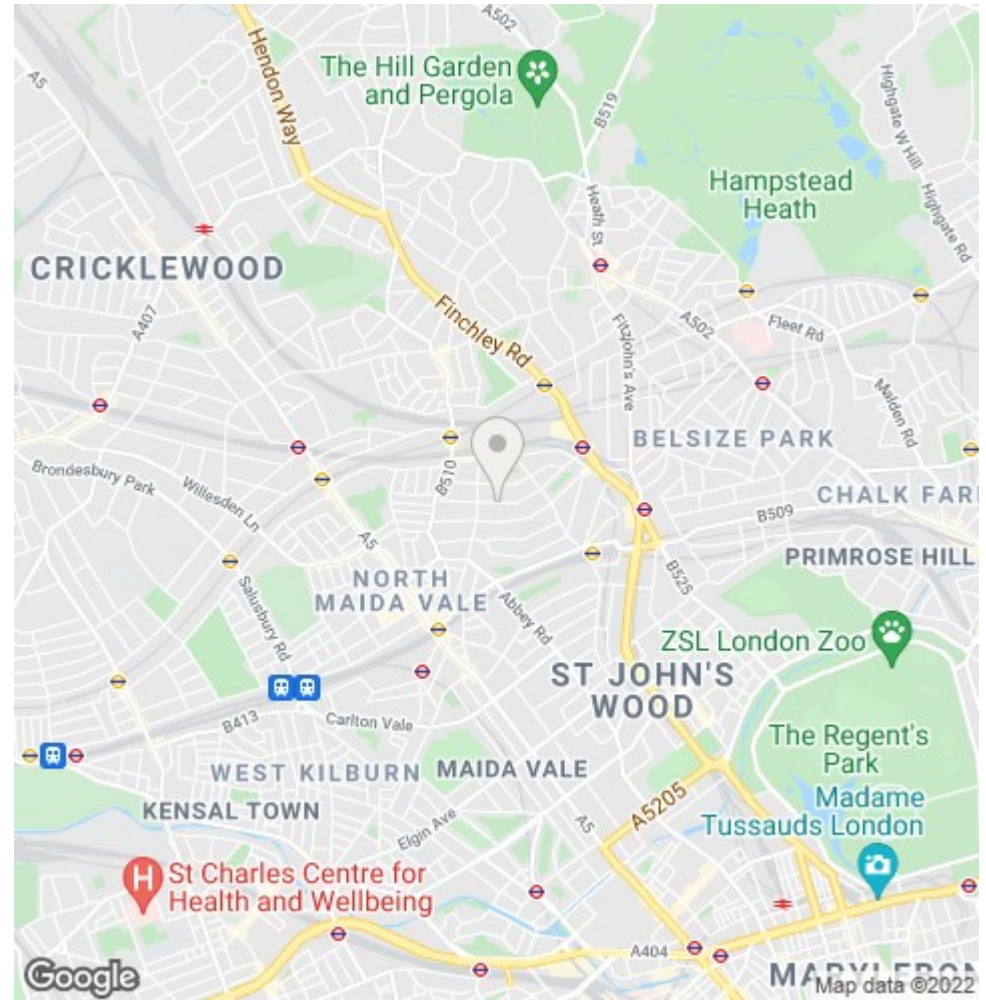 A502
A5
Hendon Way
The Hill Garden
and Pergola
B519
Highgate W Hill
Hampstead
Heath
Highgate Rd
Heath St
CRICKLEWOOD
A407
Finchley Rd
Fitzjohn's Ave
A502
Fleet Rd
Malden Rd
BELSIZE PARK
Brondesbury Park
Willesden Ln
B510
A5
CHALK FAR
B509
PRIMROSE HILL
NORTH
MAIDA VALE
Salusbury Rd
Abbey Rd
B525
ZSL London Zoo
ST JOHN'S
WOOD
B413
Carlton Vale
The Regent's
Park
WEST KILBURN
MAIDA VALE
KENSAL TOWN
Elgin Ave
A5
A5205
Madame
Tussauds London
H
St Charles Centre for
Health and Wellbeing
A404
Google
Map data ©2022